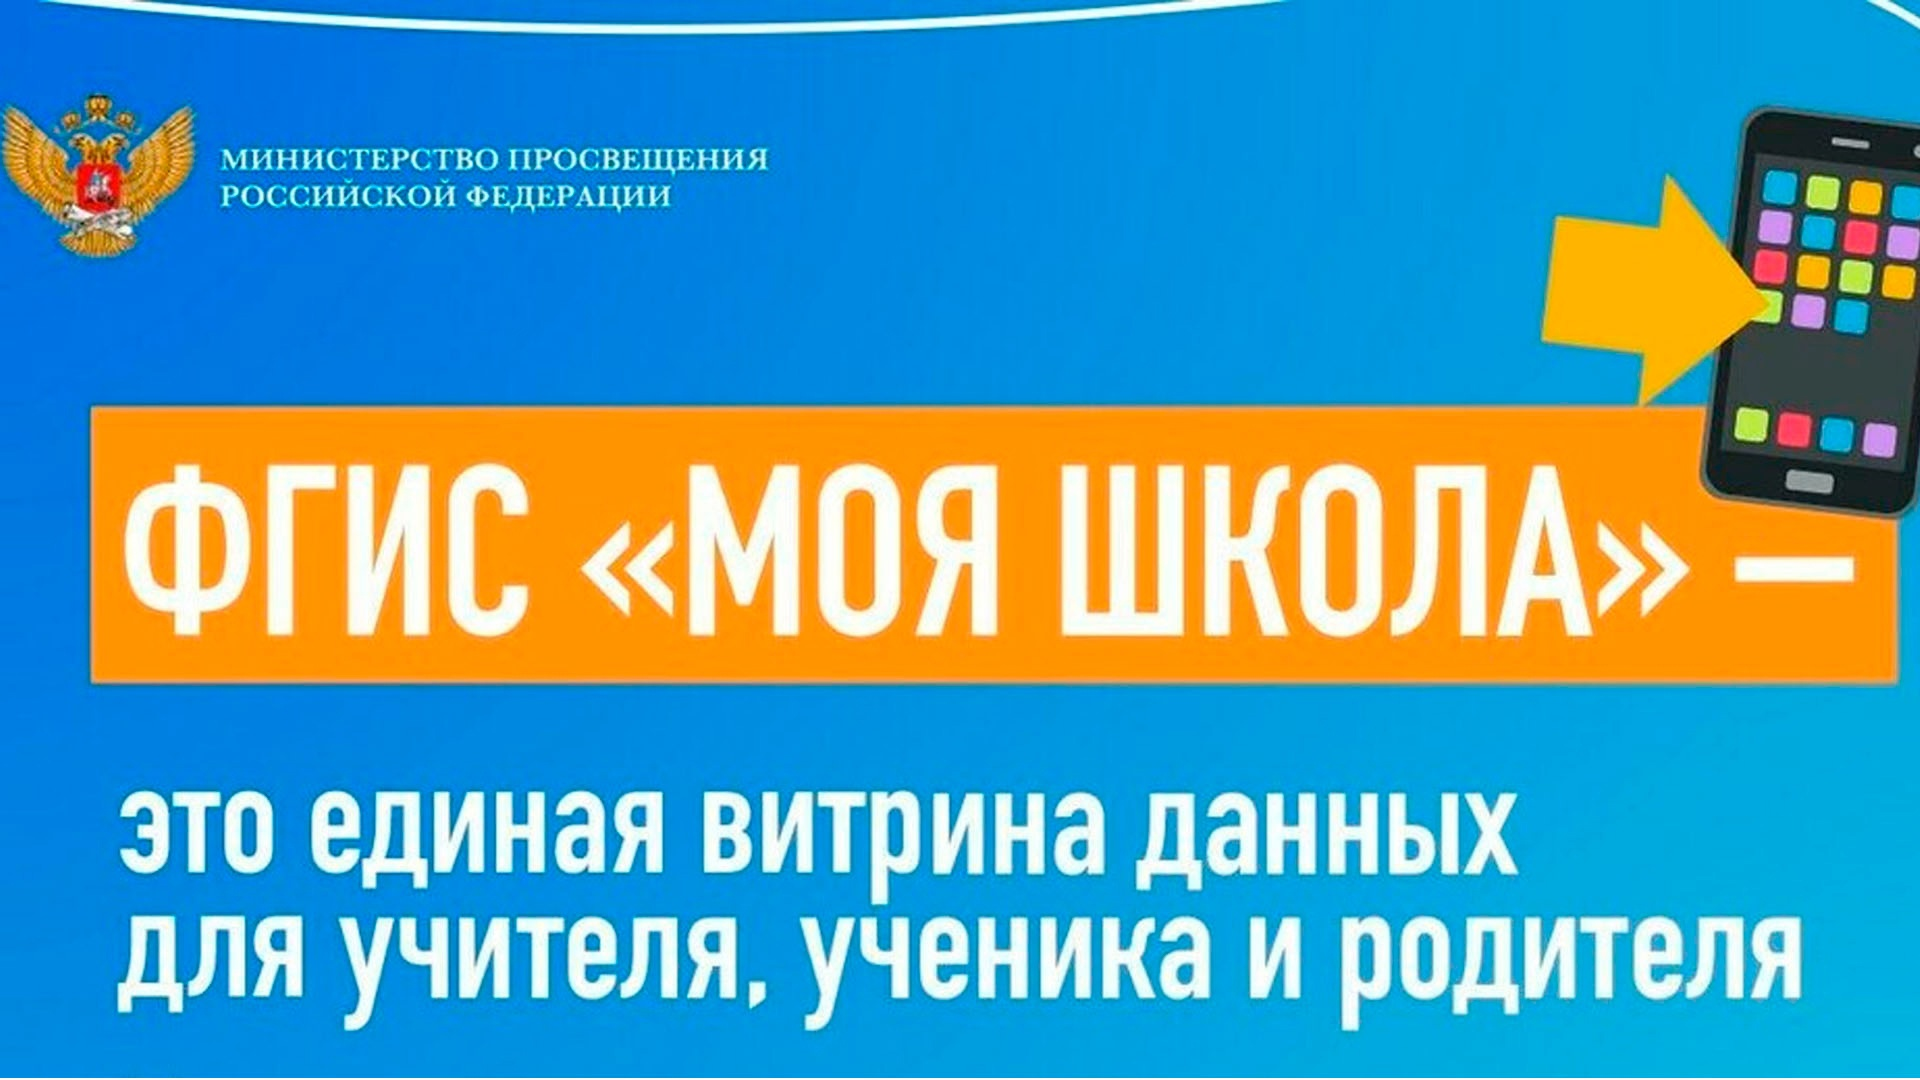 МИНИСТЕРСТВО ПРОСВЕЩЕНИЯ
РОССИЙСКОЙ ФЕДЕРАЦИИ
ФГИС «МОЯ ШКОЛА» –
это единая витрина данных
для учителя, ученика и родителя